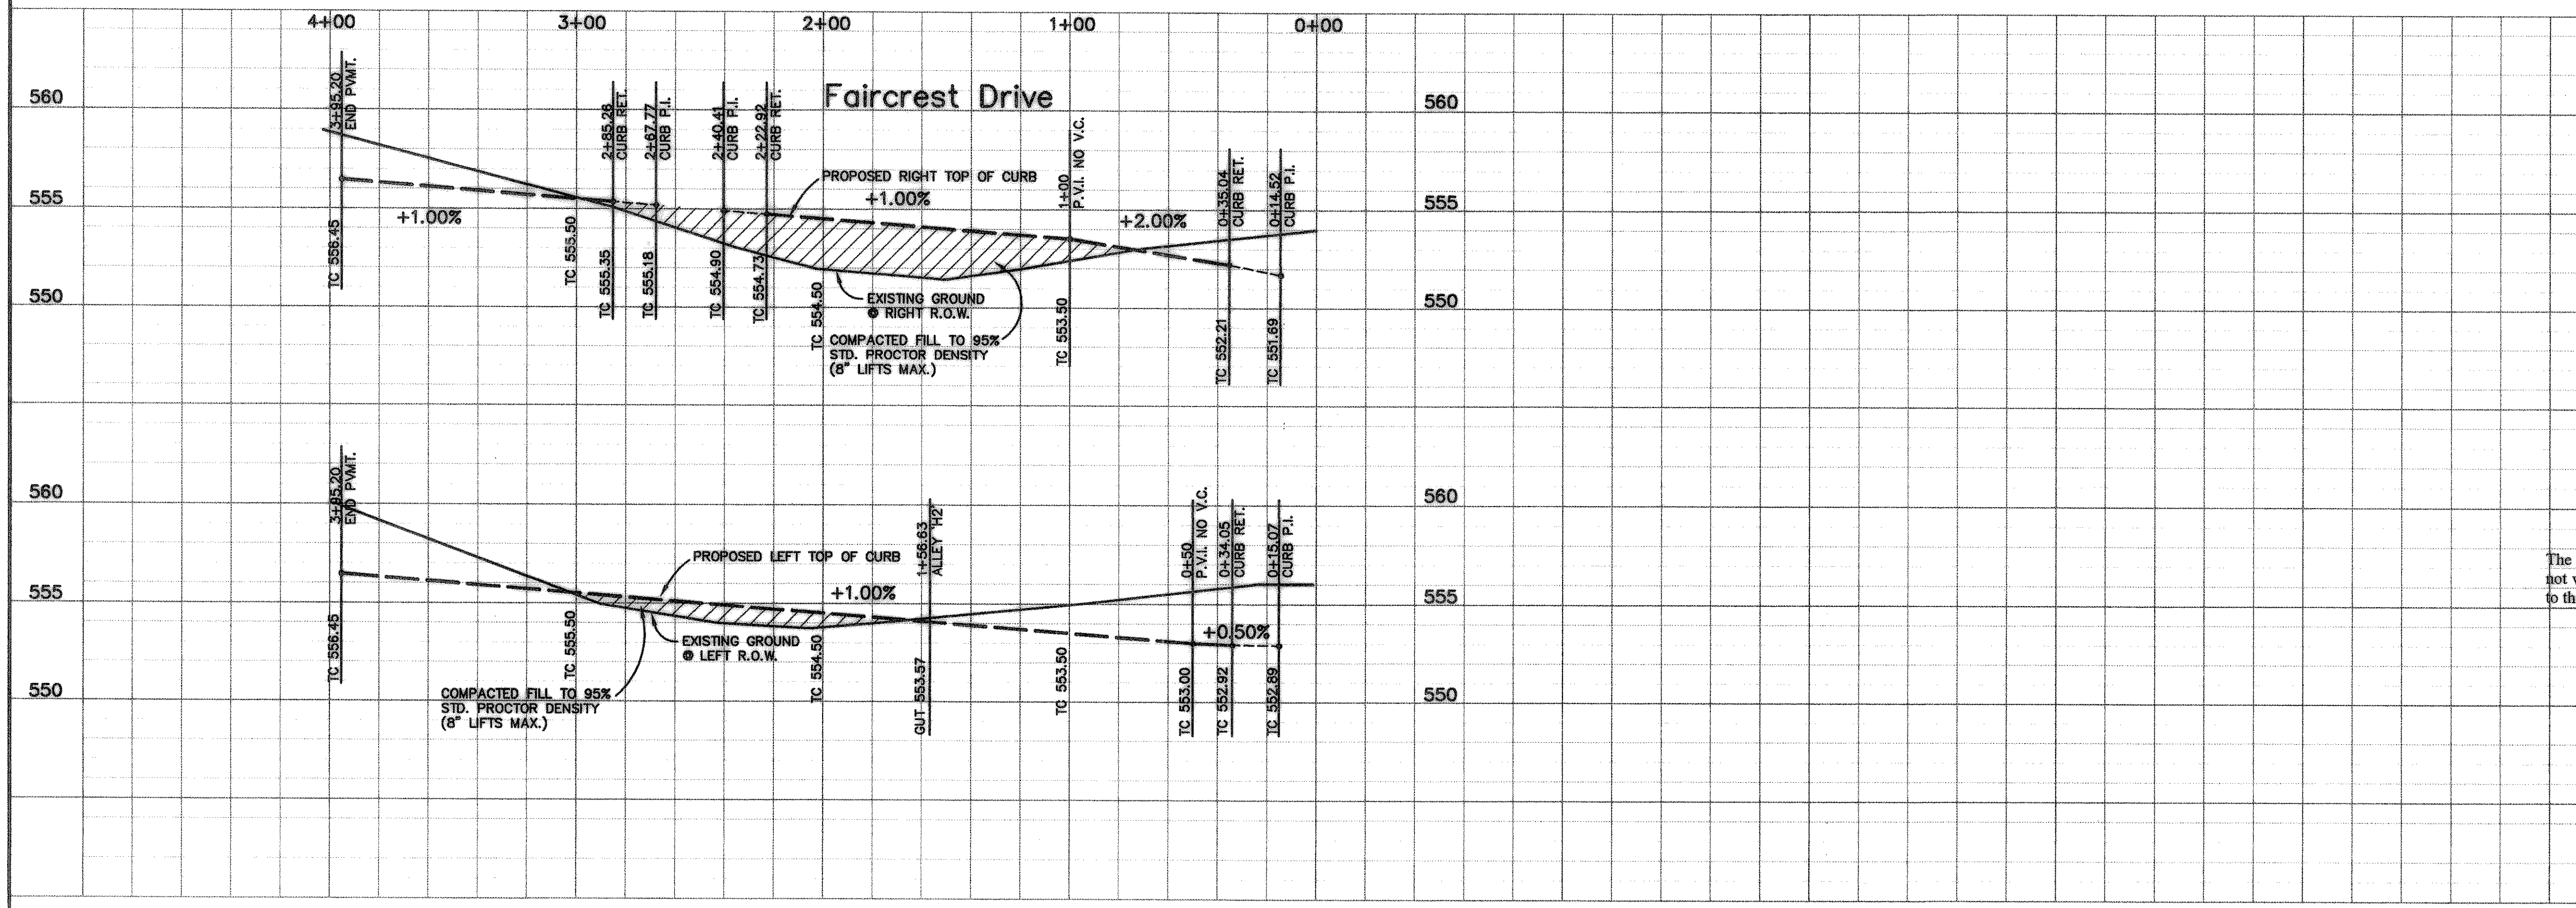 4+00 3+00 2+00 1+00 0+00
Faircrest Drive
560 560
555 555
550 550
3+95.20
END PVMT.
2+85.26
CURB RET.
2+67.77
CURB P.I.
2+40.41
CURB P.I.
2+22.92
CURB RET.
1+00
P.V.I. NO V.C.
0+35.04
CURB RET.
0+14.52
CURB P.I.
PROPOSED RIGHT TOP OF CURB
+1.00%
+1.00%
+2.00%
TC 556.45
TC 555.50
TC 555.35
TC 555.18
TC 554.90
TC 554.73
TC 554.50
TC 553.50
TC 552.21
TC 551.69
EXISTING GROUND
@ RIGHT R.O.W.
COMPACTED FILL TO 95%
STD. PROCTOR DENSITY
(8" LIFTS MAX.)
560 560
555 555
550 550
3+95.20
END PVMT.
1+56.63
ALLEY "H2"
0+50
P.V.I. NO V.C.
0+34.05
CURB RET.
0+15.07
CURB P.I.
PROPOSED LEFT TOP OF CURB
+1.00%
+0.50%
EXISTING GROUND
@ LEFT R.O.W.
TC 556.45
TC 555.50
TC 554.50
GUT 553.57
TC 553.50
TC 553.00
TC 552.92
TC 552.89
COMPACTED FILL TO 95%
STD. PROCTOR DENSITY
(8" LIFTS MAX.)
The
not
to